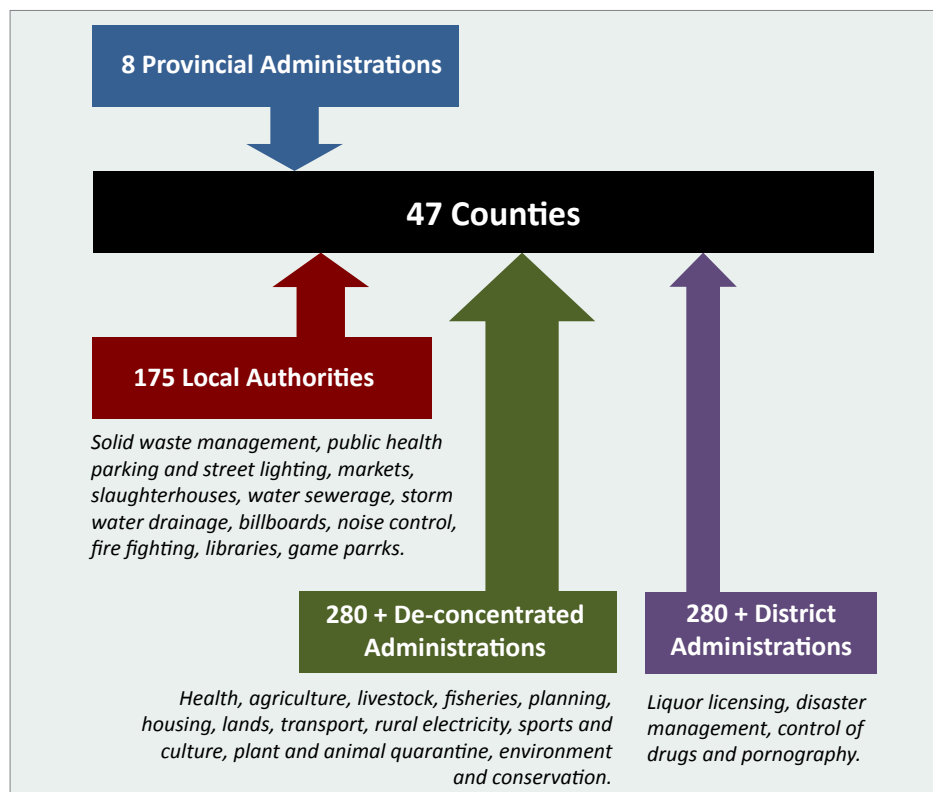 8 Provincial Administrations
47 Counties
175 Local Authorities
Solid waste management, public health
parking and street lighting, markets,
slaughterhouses, water sewerage, storm
water drainage, billboards, noise control,
fire fighting, libraries, game parrks.
280 + De-concentrated
Administrations
Health, agriculture, livestock, fisheries, planning,
housing, lands, transport, rural electricity, sports and
culture, plant and animal quarantine, environment
and conservation.
280 + District
Administrations
Liquor licensing, disaster
management, control of
drugs and pornography.